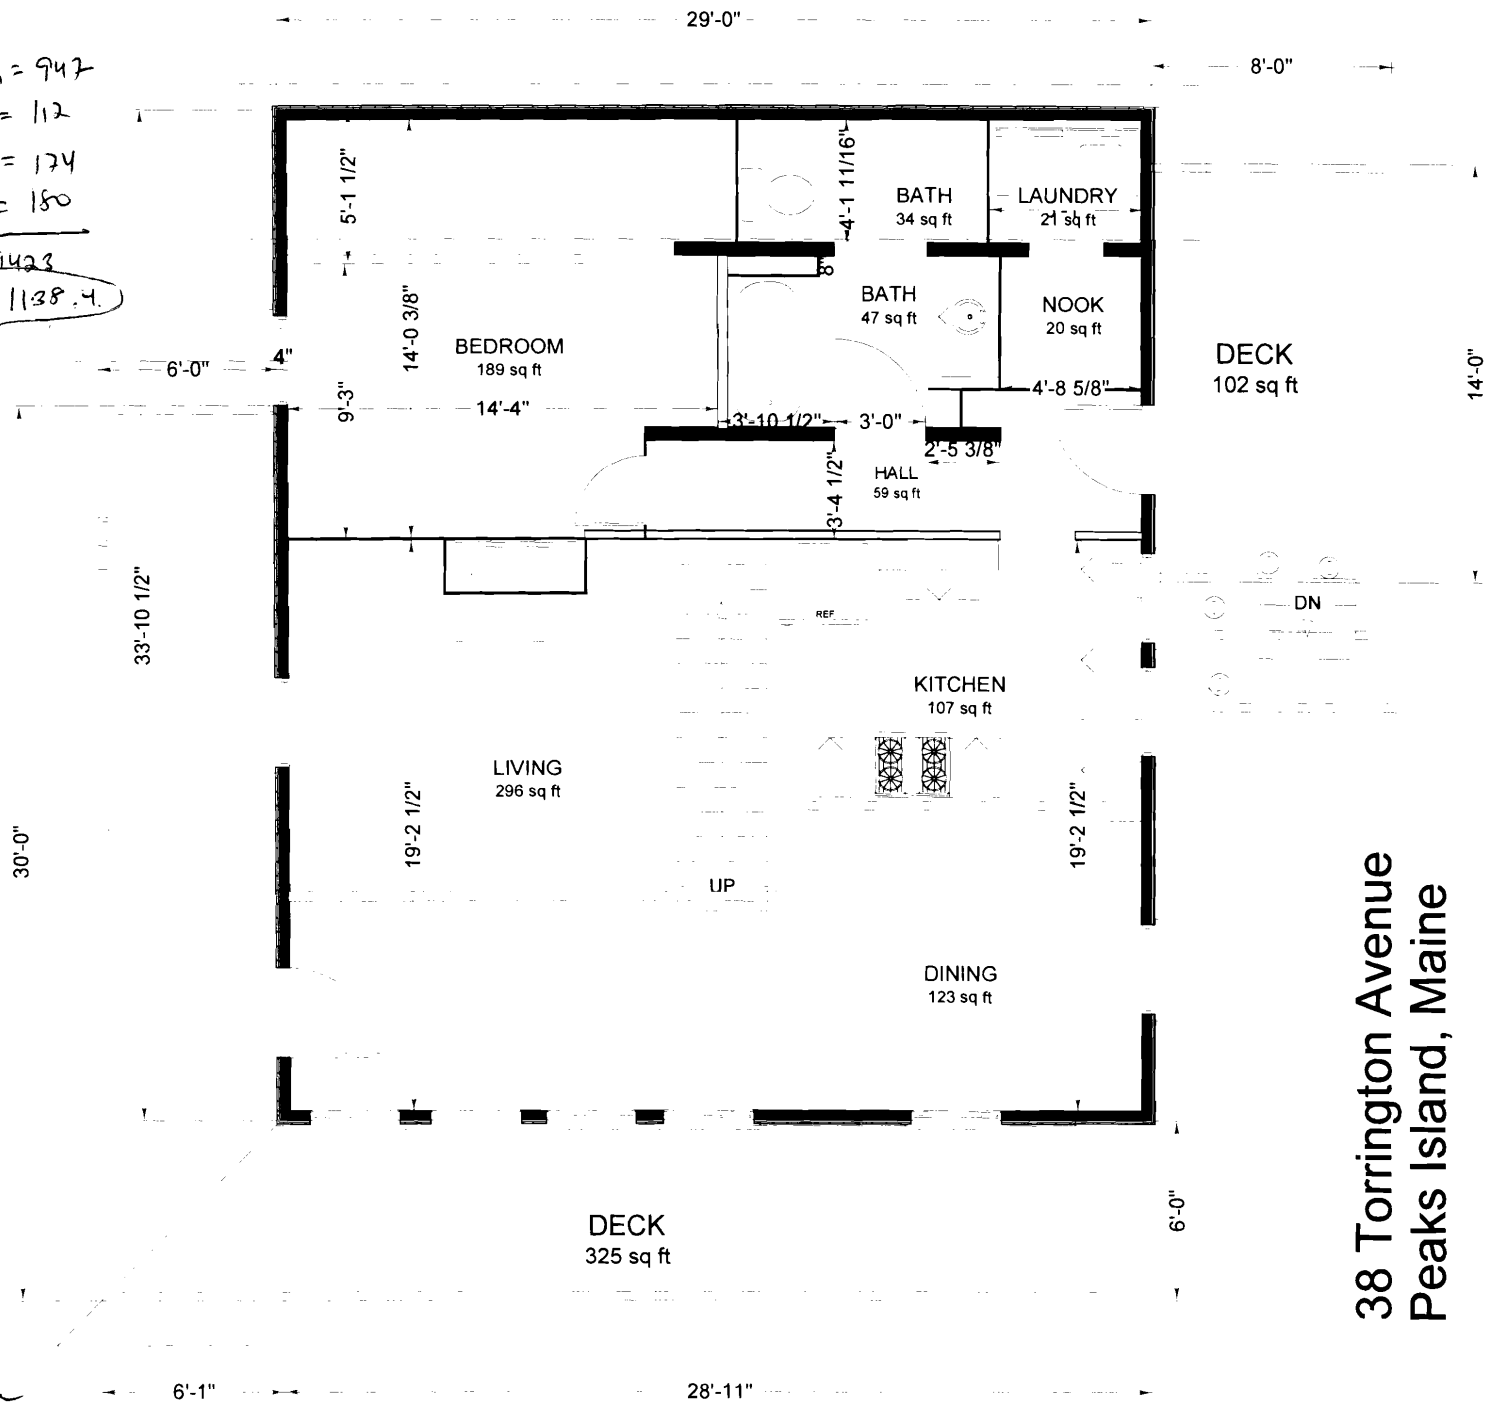 29'-0"
8'-0"
= 947
= 112
= 174
= 180
1423
1138.4
5'-1 1/2"
4'-1 11/16"
BATH
34 sq ft
LAUNDRY
21 sq ft
8"
BATH
47 sq ft
NOOK
20 sq ft
14'-0 3/8"
BEDROOM
189 sq ft
DECK
102 sq ft
14'-0"
6'-0"
4"
9'-3"
14'-4"
3'-10 1/2"
3'-0"
4'-8 5/8"
2'-5 3/8"
HALL
59 sq ft
3'-4 1/2"
33'-10 1/2"
REF
DN
KITCHEN
107 sq ft
LIVING
296 sq ft
19'-2 1/2"
19'-2 1/2"
30'-0"
UP
DINING
123 sq ft
38 Torrington Avenue
Peaks Island, Maine
DECK
325 sq ft
6'-0"
6'-1"
28'-11"